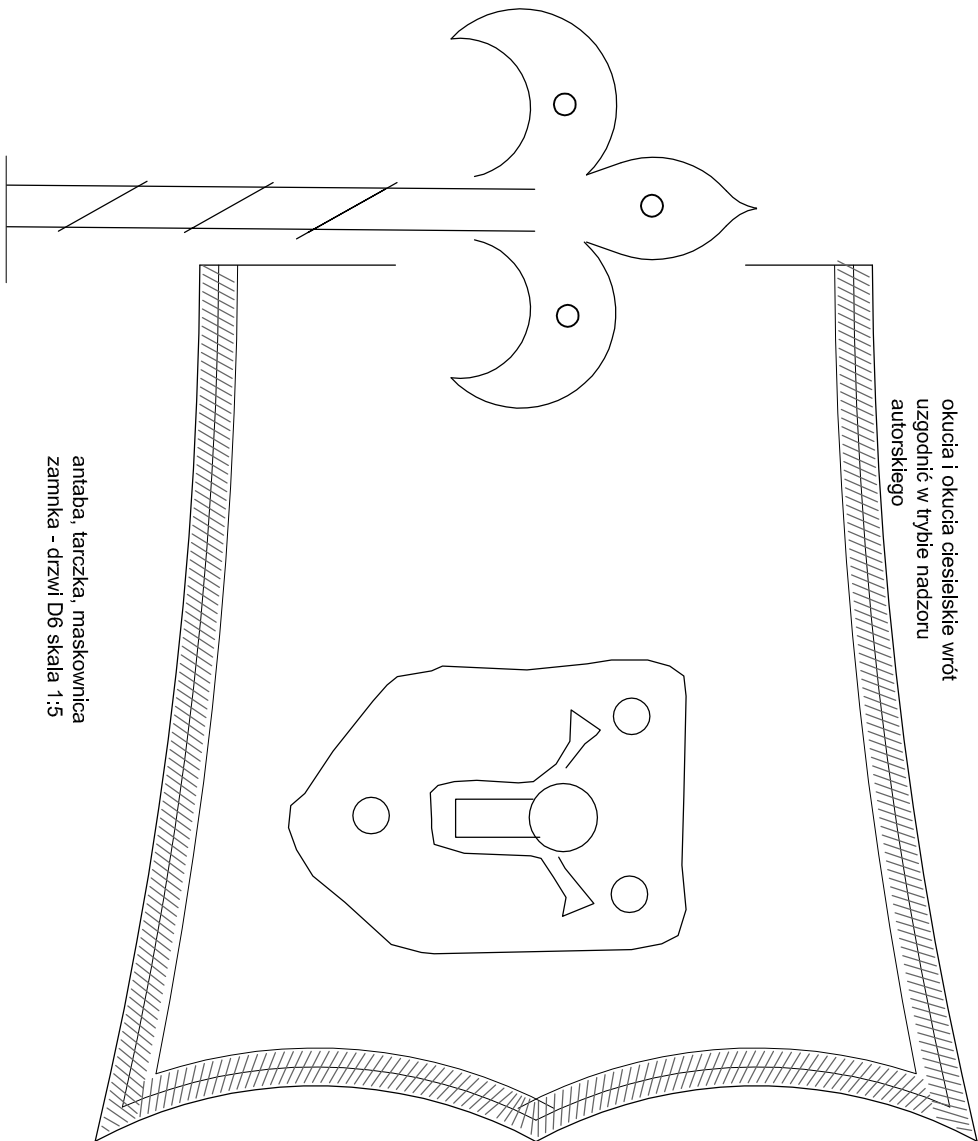 okucia i okucia ciesielskie wrót
uzgodnić w trybie nadzoru
autorskiego
antaba, tarczka, maskownica
zamnka - drzwi D6 skala 1:5